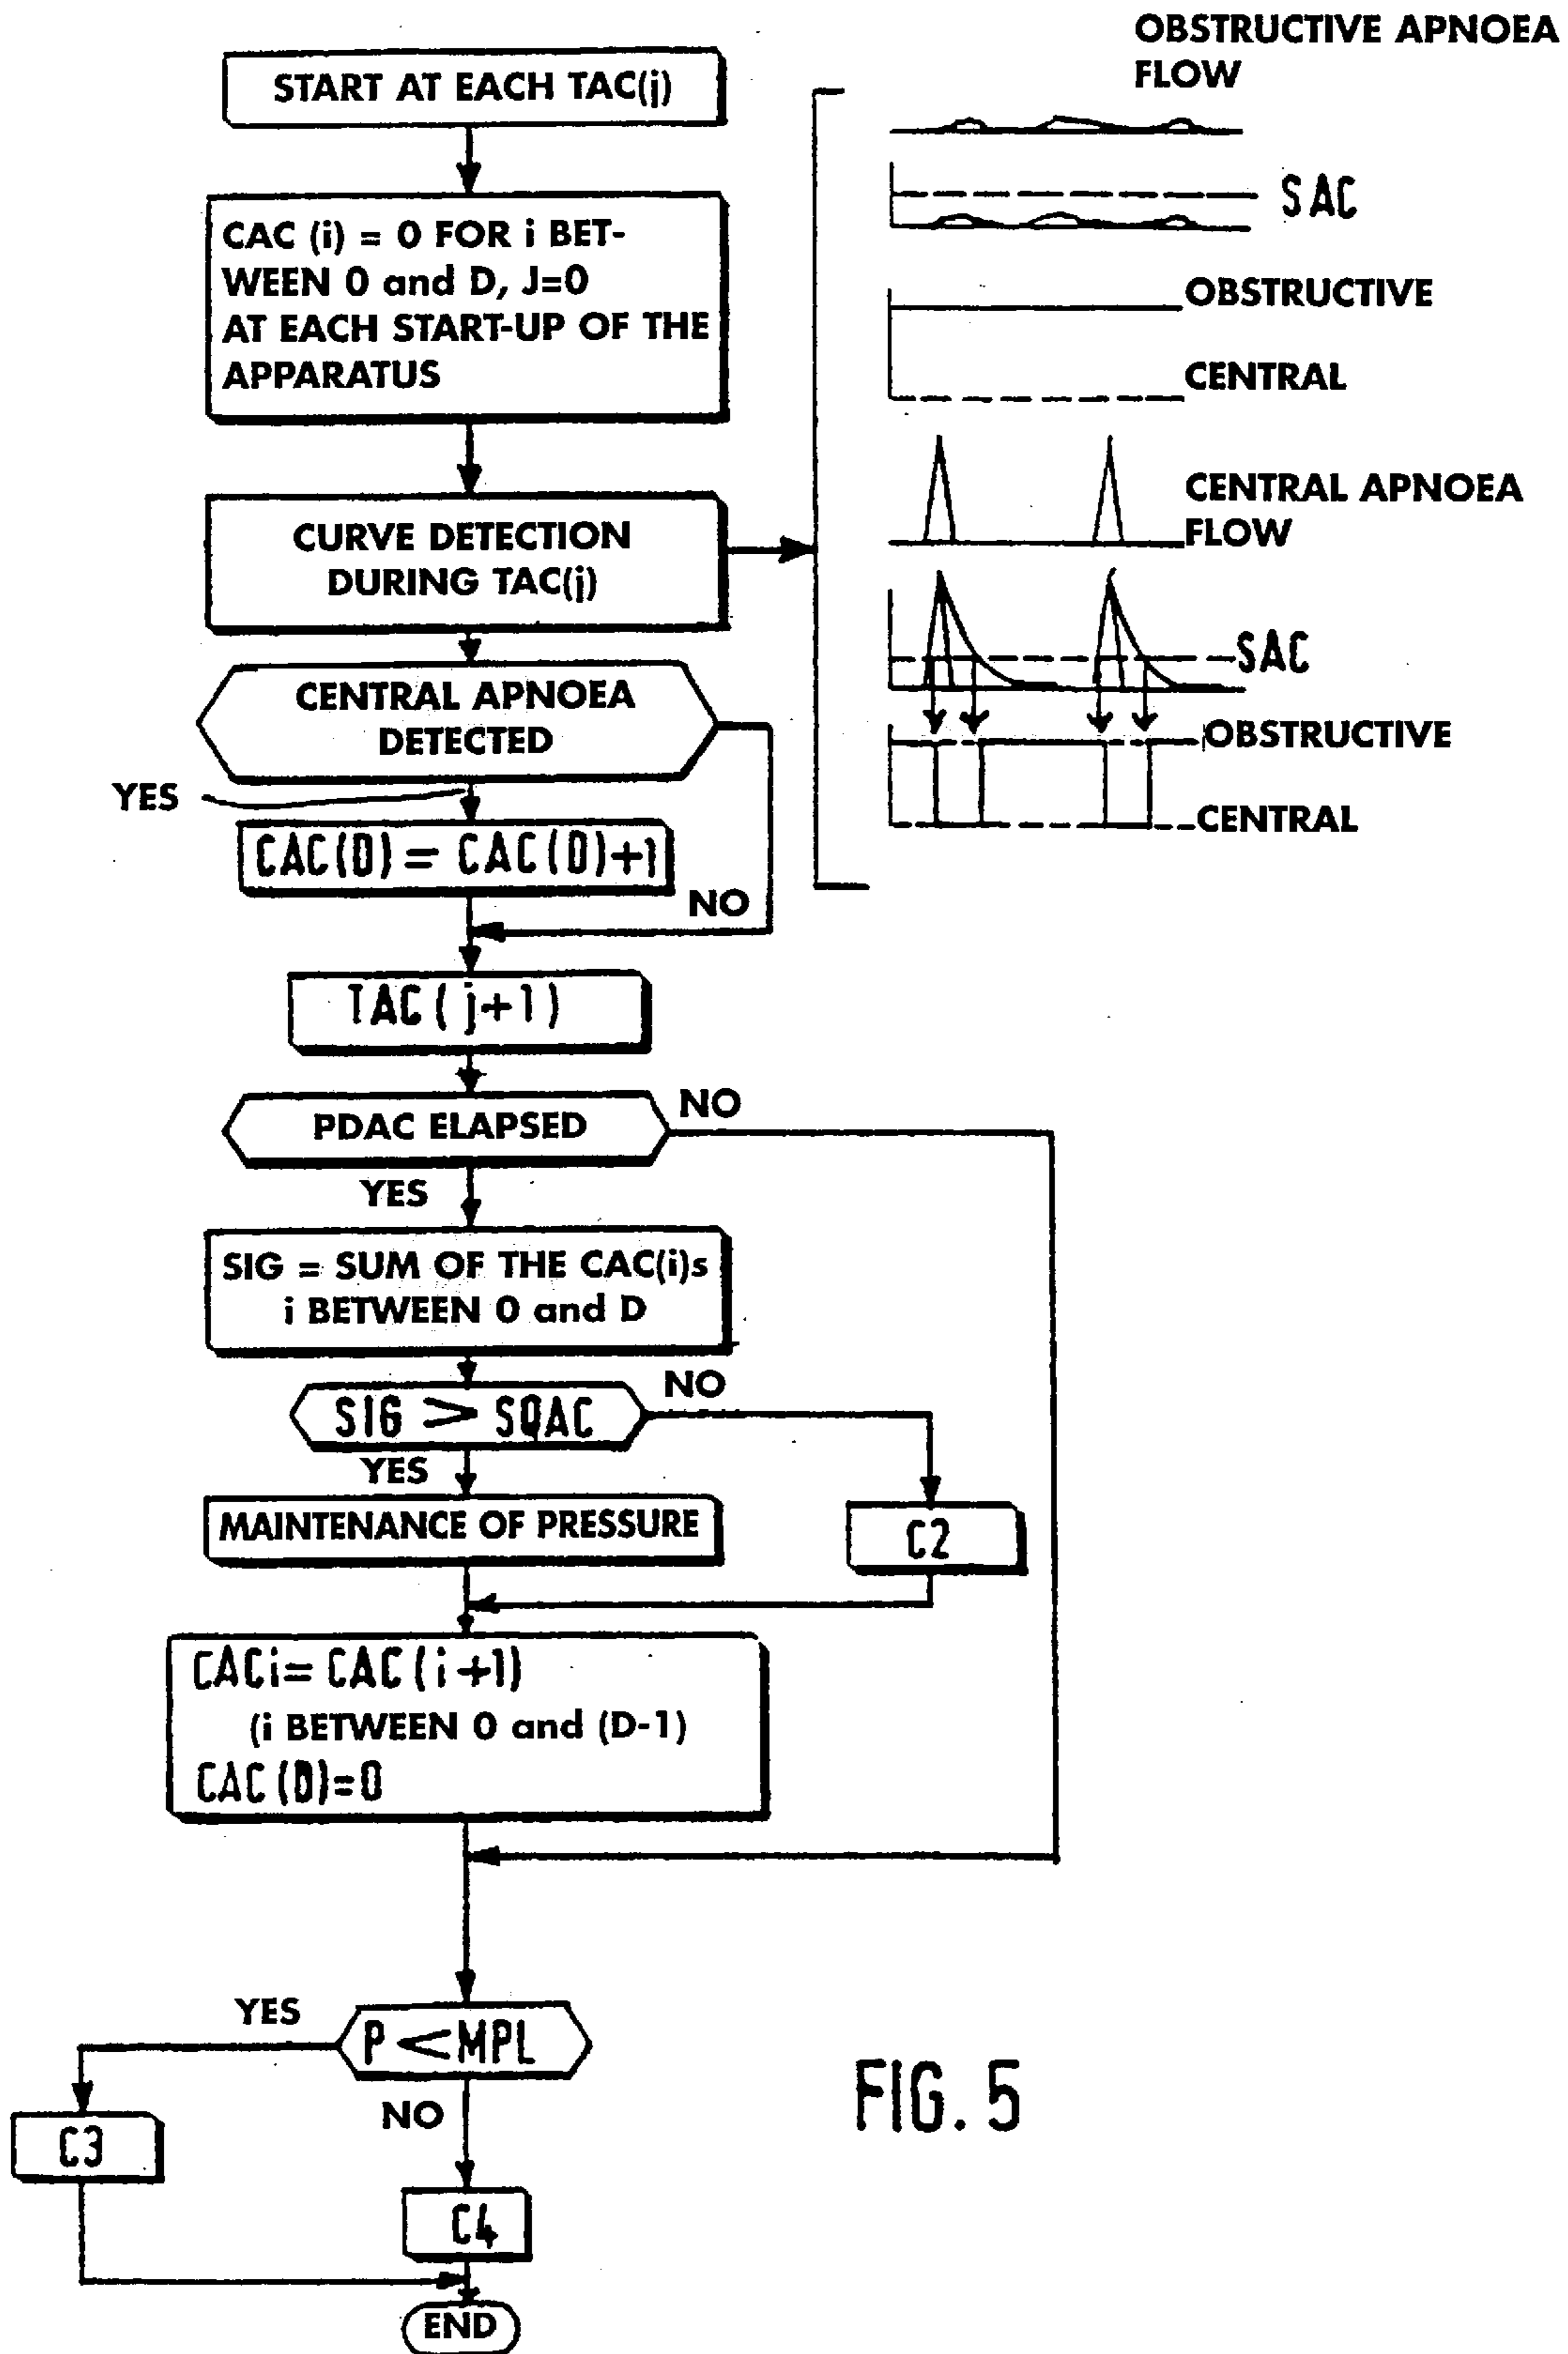 START AT EACH TAC(j)
CAC (i) = 0 FOR i BET-
WEEN 0 and D, J=0
AT EACH START-UP OF THE
APPARATUS
CURVE DETECTION
DURING TAC(j)
CENTRAL APNOEA
DETECTED
YES
CAC(D) = CAC(D)+1
NO
TAC( j+1)
PDAC ELAPSED
NO
YES
SIG = SUM OF THE CAC(i)s
i BETWEEN 0 and D
SIG > SQAC
NO
YES
MAINTENANCE OF PRESSURE
C2
CACi= CAC(i+1)
(i BETWEEN 0 and (D-1)
CAC(D)=0
P<MPL
YES
NO
C3
C4
END
OBSTRUCTIVE APNOEA
FLOW
SAC
OBSTRUCTIVE
CENTRAL
CENTRAL APNOEA
FLOW
SAC
OBSTRUCTIVE
CENTRAL
FIG. 5